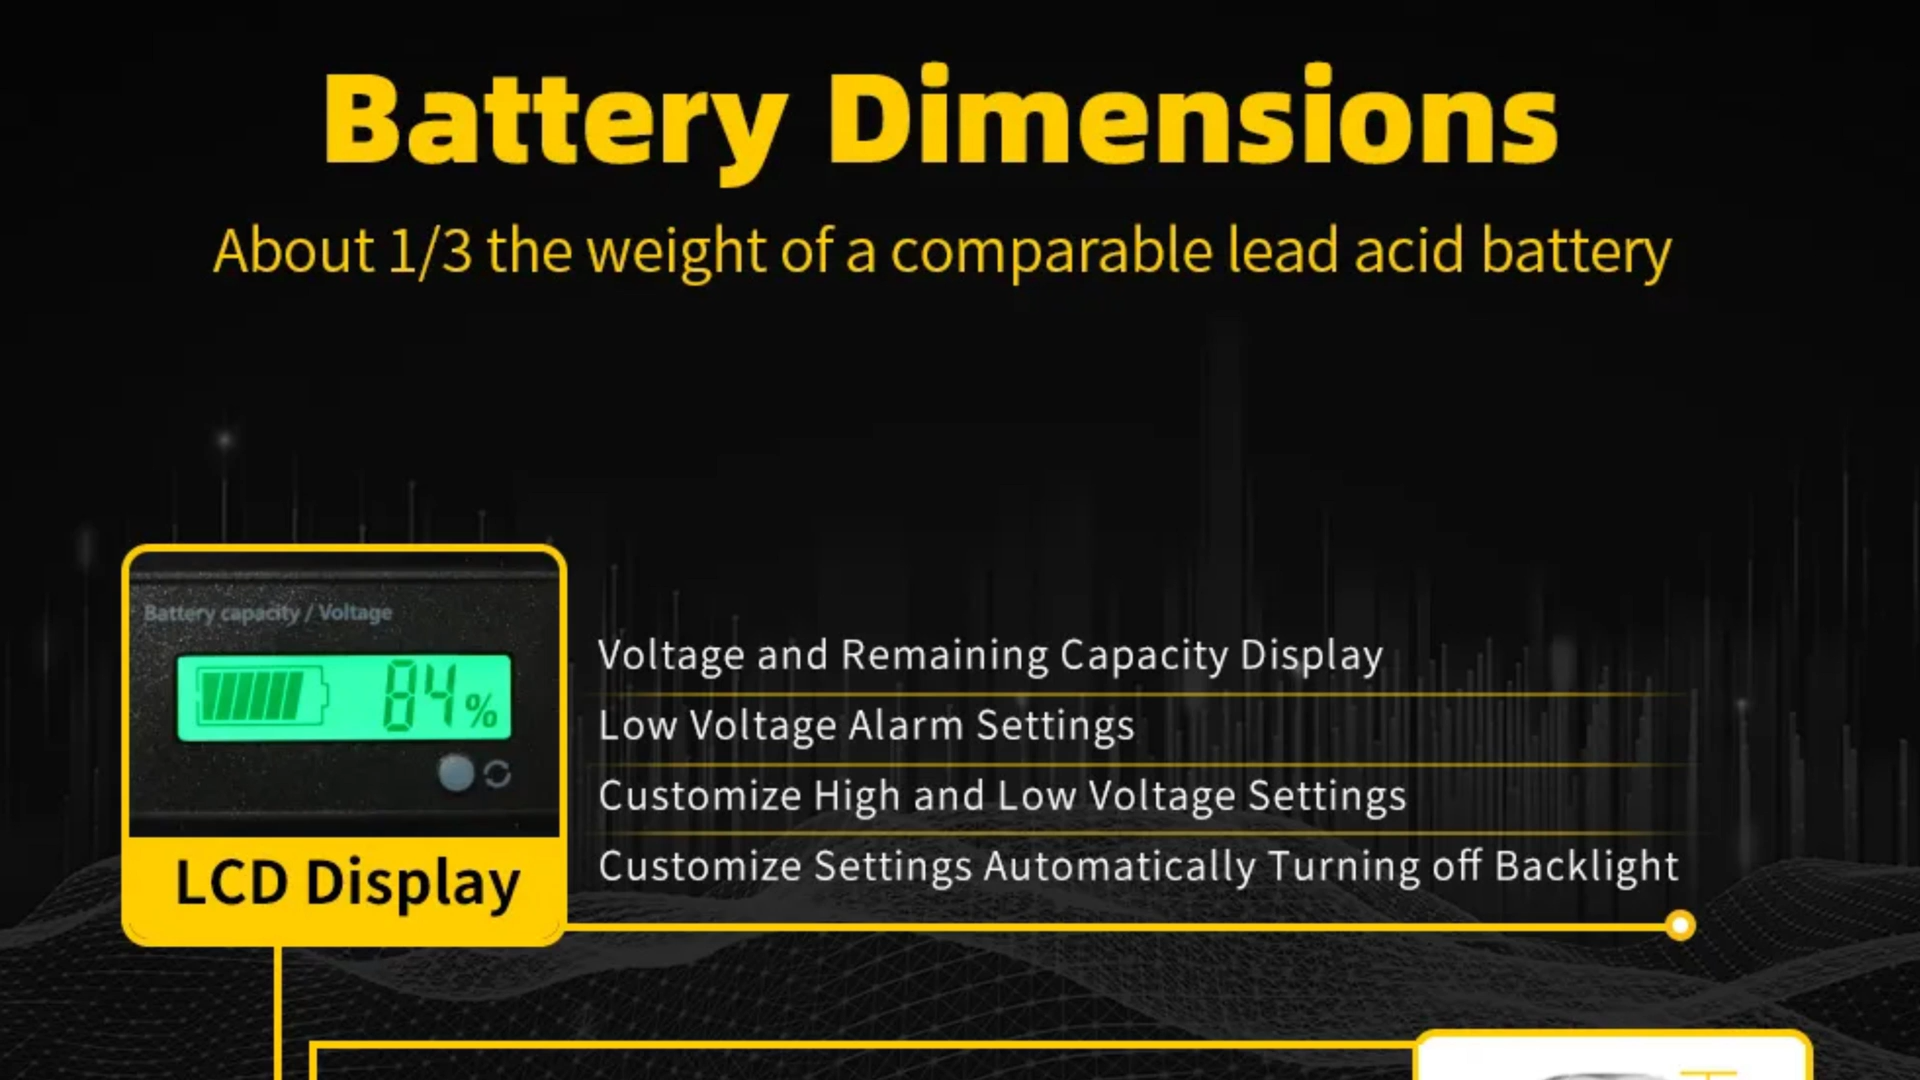 Battery Dimensions
About 1/3 the weight of a comparable lead acid battery
Battery capacity / Voltage
84%
LCD Display
Voltage and Remaining Capacity Display
Low Voltage Alarm Settings
Customize High and Low Voltage Settings
Customize Settings Automatically Turning off Backlight